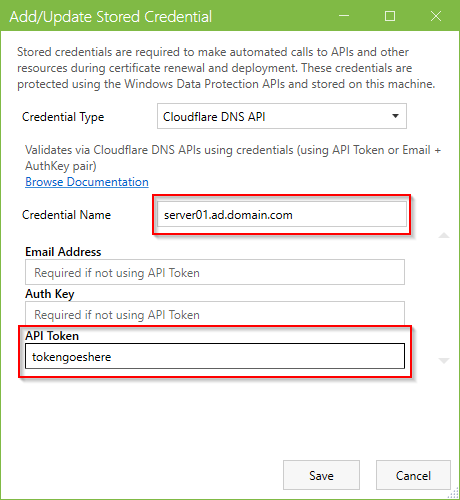 Add/Update Stored Credential
Stored credentials are required to make automated calls to APIs and other
resources during certificate renewal and deployment. These credentials are
protected using the Windows Data Protection APIs and stored on this machine.
Credential Type
Cloudflare DNS API
Validates via Cloudflare DNS APIs using credentials (using API Token or Email +
AuthKey pair)
Browse Documentation
Credential Name
server01.ad.domain.com
Email Address
Required if not using API Token
Auth Key
Required if not using API Token
API Token
tokengoeshere
Save
Cancel